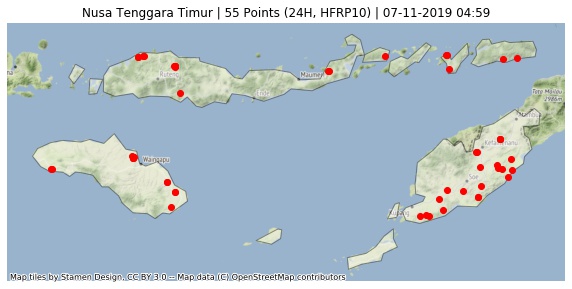 Nusa Tenggara Timur | 55 Points (24H, HFRP10) | 07-11-2019 04:59
Ruteng
Maumere
Ende
Waingapu
Kefamenanu
Soe
Kupang
Map tiles by Stamen Design, CC BY 3.0 -- Map data (C) OpenStreetMap contributors